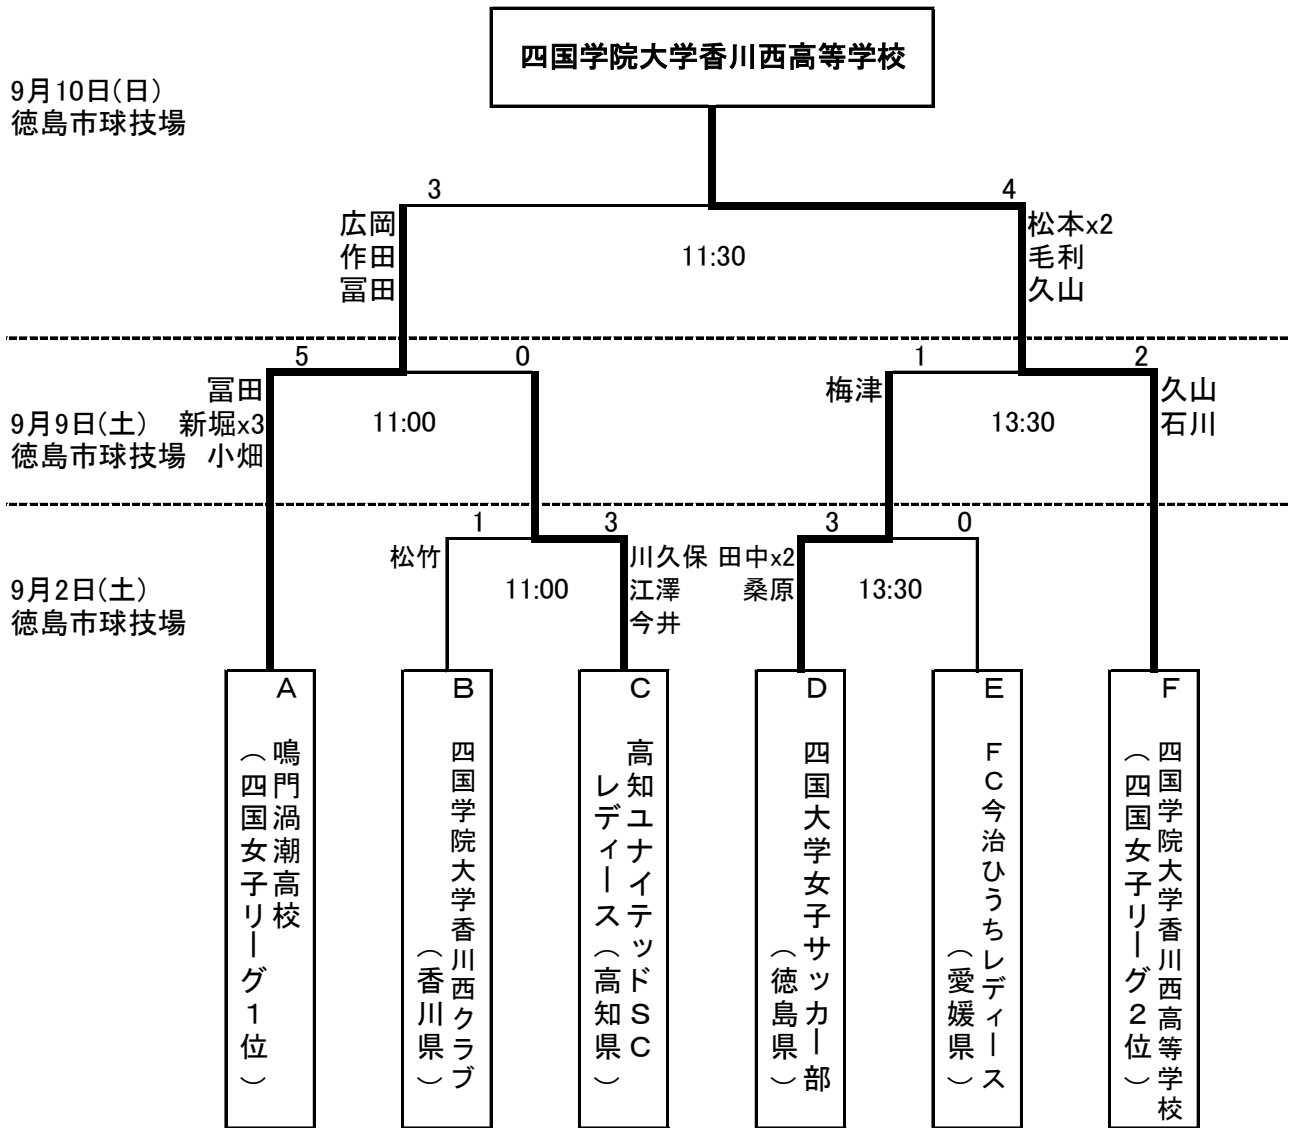 四国学院大学香川西高等学校
9月10日(日)
徳島市球技場
3
4
広岡
作田
冨田
11:30
松本x2
毛利
久山
5
0
1
2
冨田
新堀x3
小畑
9月9日(土)
徳島市球技場
11:00
梅津
13:30
久山
石川
1
3
3
0
松竹
川久保
江澤
今井
田中x2
桑原
9月2日(土)
徳島市球技場
11:00
13:30
A
鳴門渦潮高校
（四国女子リーグ１位）
B
四国学院大学香川西クラブ
（香川県）
C
高知ユナイテッドＳＣ
レディース（高知県）
D
四国大学女子サッカー部
（徳島県）
E
ＦＣ今治ひうちレディース
（愛媛県）
F
四国学院大学香川西高等学校
（四国女子リーグ２位）